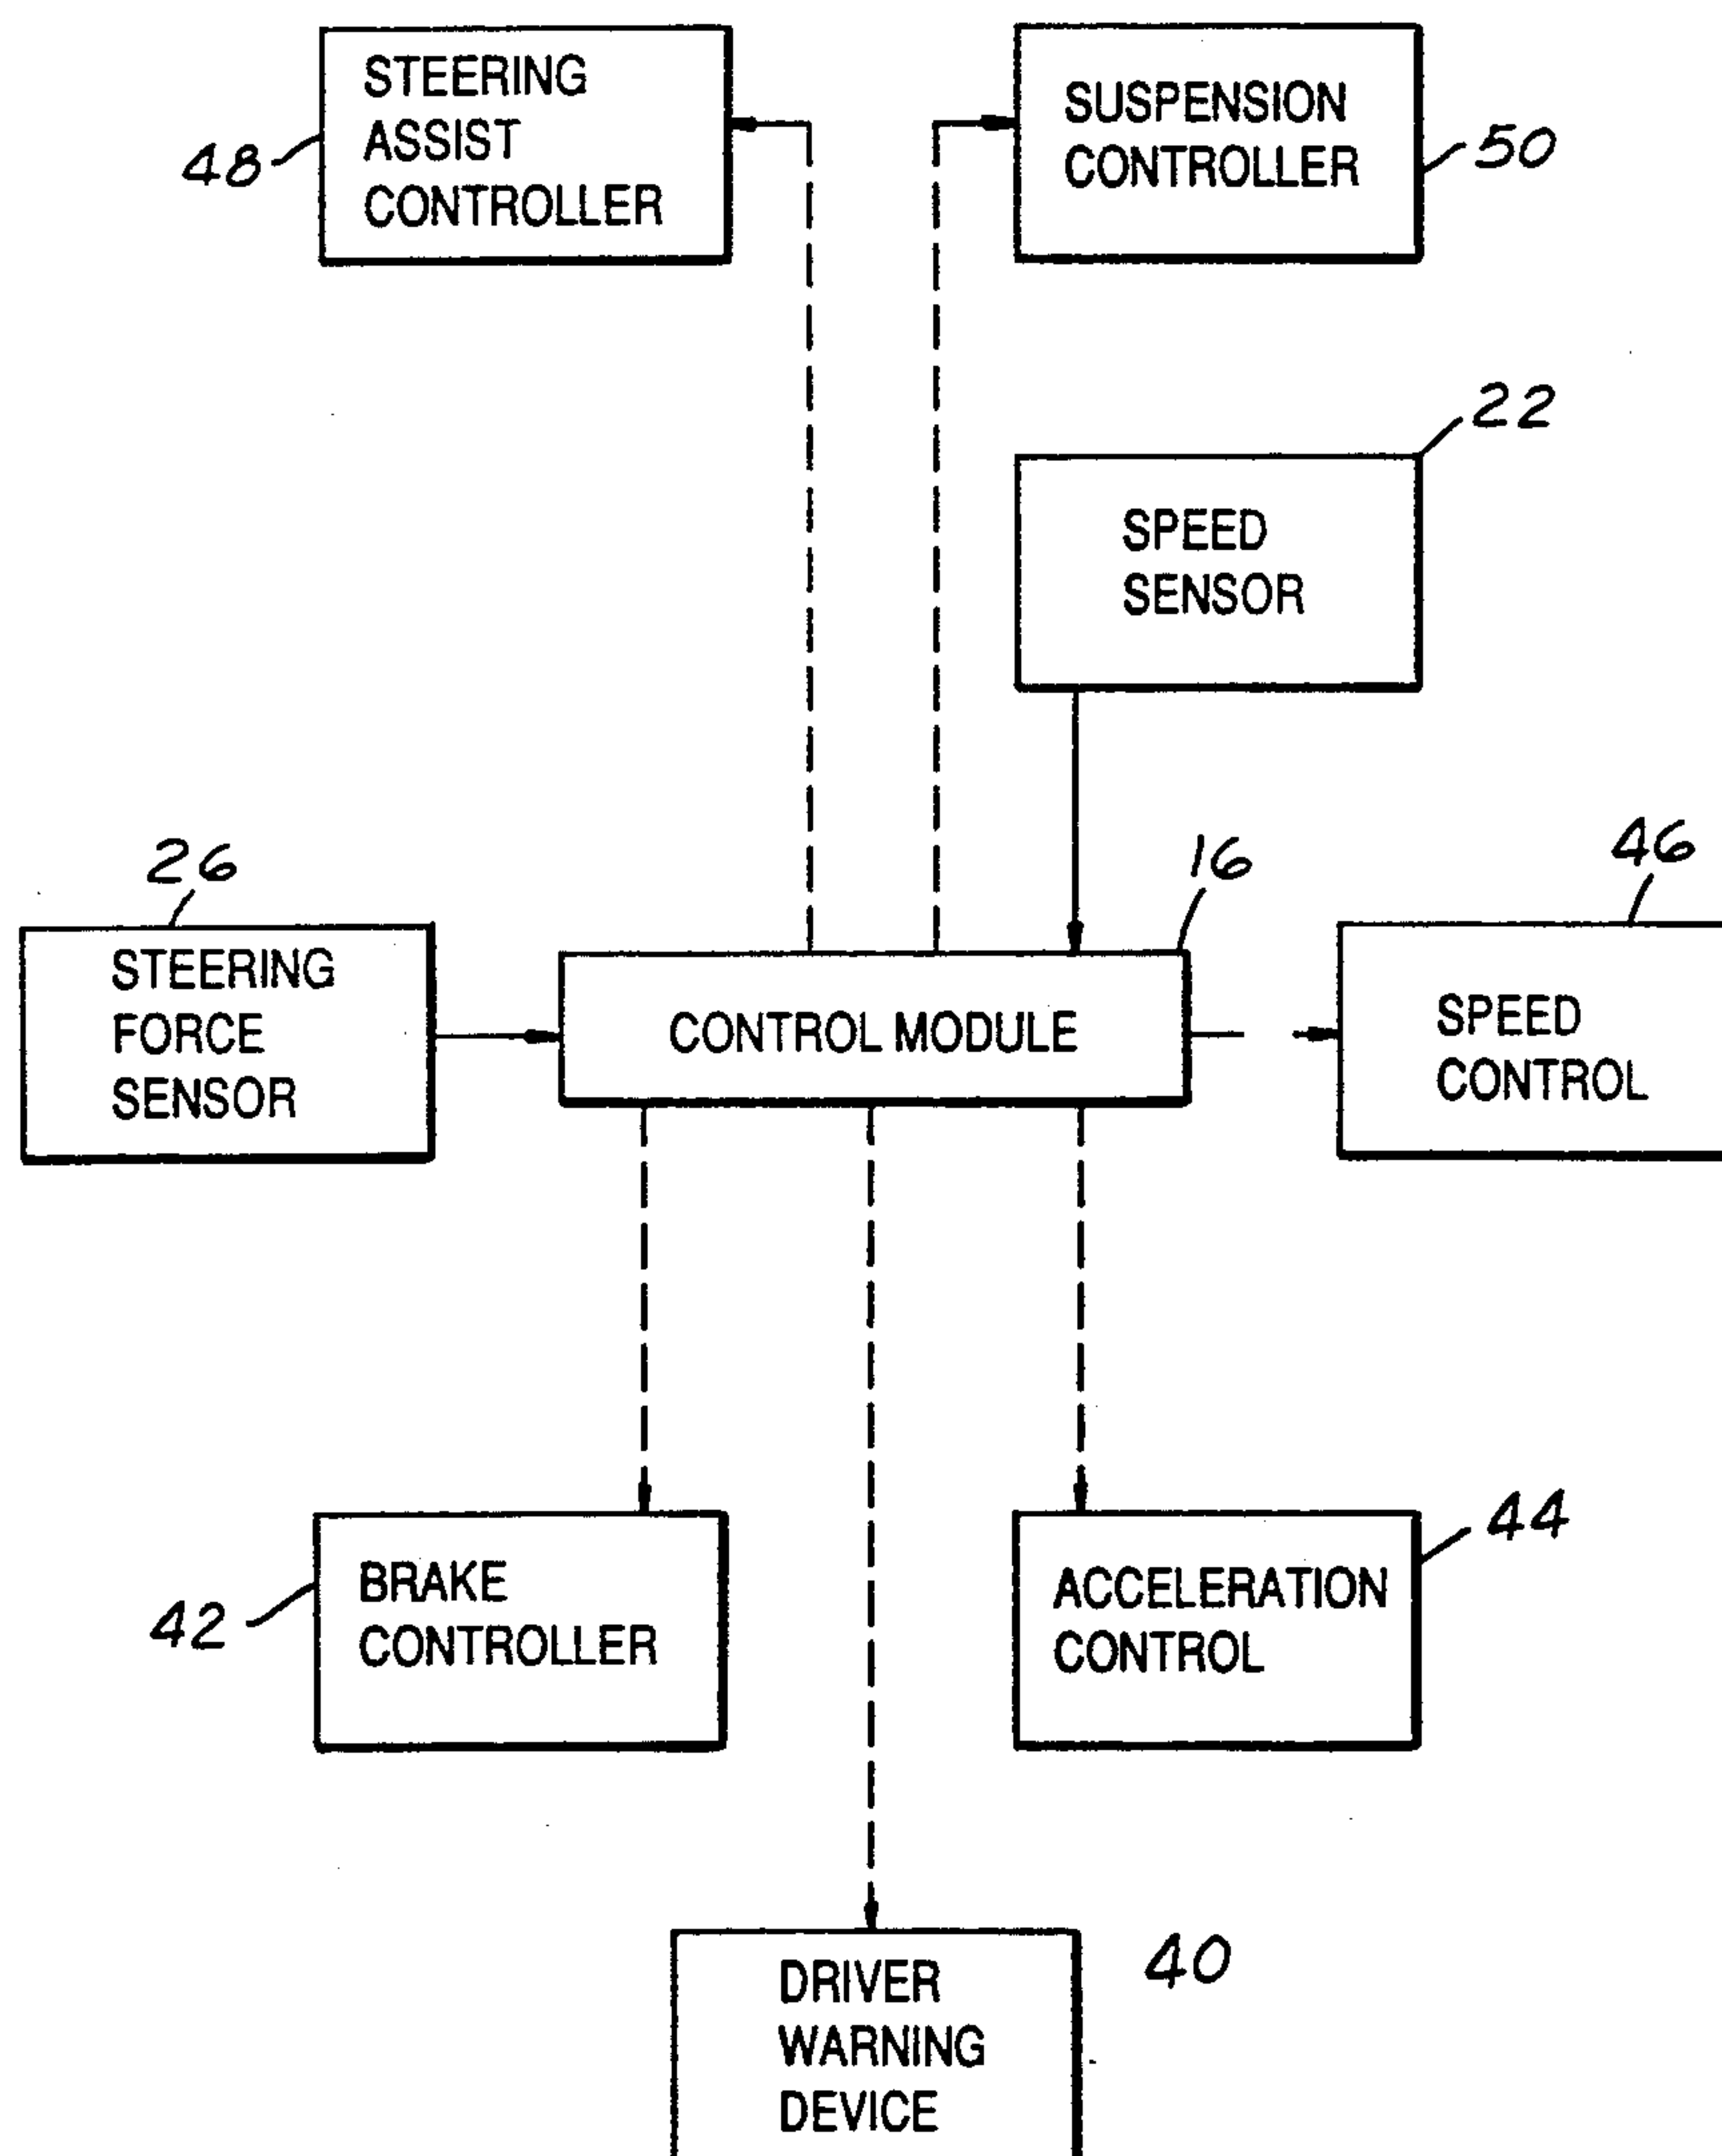 STEERING
ASSIST
CONTROLLER
48
SUSPENSION
CONTROLLER
50
22
SPEED
SENSOR
26
STEERING
FORCE
SENSOR
16
CONTROL MODULE
46
SPEED
CONTROL
42
BRAKE
CONTROLLER
44
ACCELERATION
CONTROL
40
DRIVER
WARNING
DEVICE